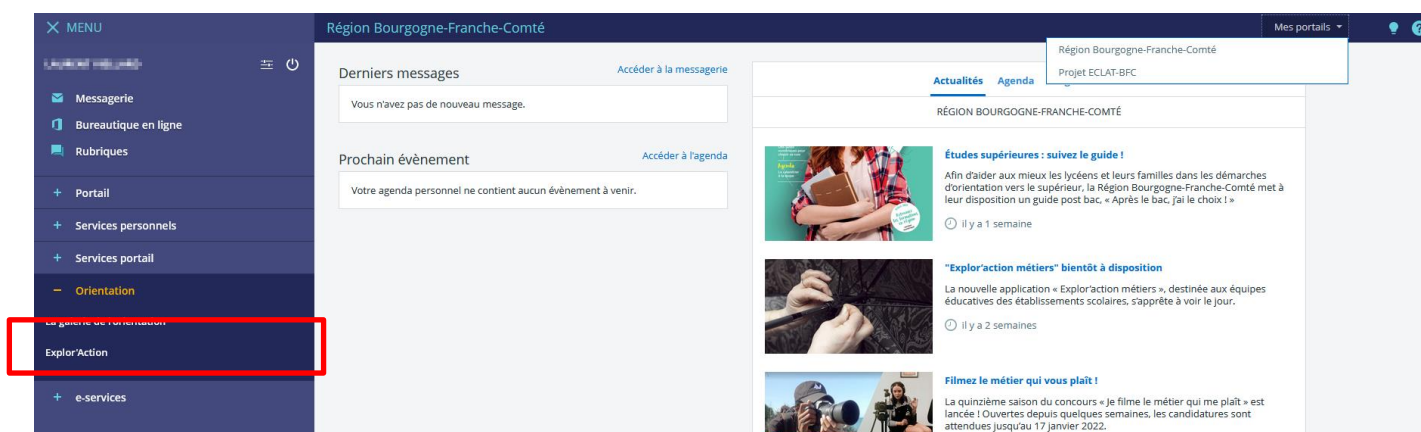 MENU
Région Bourgogne-Franche-Comté
Mes portails
Région Bourgogne-Franche-Comté
Projet ECLAT-BFC
Messagerie
Bureautique en ligne
Rubriques
+ Portail
+ Services personnels
+ Services portail
− Orientation
La galerie de l'orientation
Explor'Action
+ e-services
Derniers messages
Accéder à la messagerie
Vous n'avez pas de nouveau message.
Prochain évènement
Accéder à l'agenda
Votre agenda personnel ne contient aucun évènement à venir.
Actualités Agenda
RÉGION BOURGOGNE-FRANCHE-COMTÉ
Études supérieures : suivez le guide !
Afin d'aider aux mieux les lycéens et leurs familles dans les démarches
d'orientation vers le supérieur, la Région Bourgogne-Franche-Comté met à
leur disposition un guide post bac, « Après le bac, j'ai le choix ! »
il y a 1 semaine
"Explor'action métiers" bientôt à disposition
La nouvelle application « Explor'action métiers », destinée aux équipes
éducatives des établissements scolaires, s'apprête à voir le jour.
il y a 2 semaines
Filmez le métier qui vous plaît !
La quinzième saison du concours « Je filme le métier qui me plaît » est
lancée ! Ouvertes depuis quelques semaines, les candidatures sont
attendues jusqu'au 17 janvier 2022.